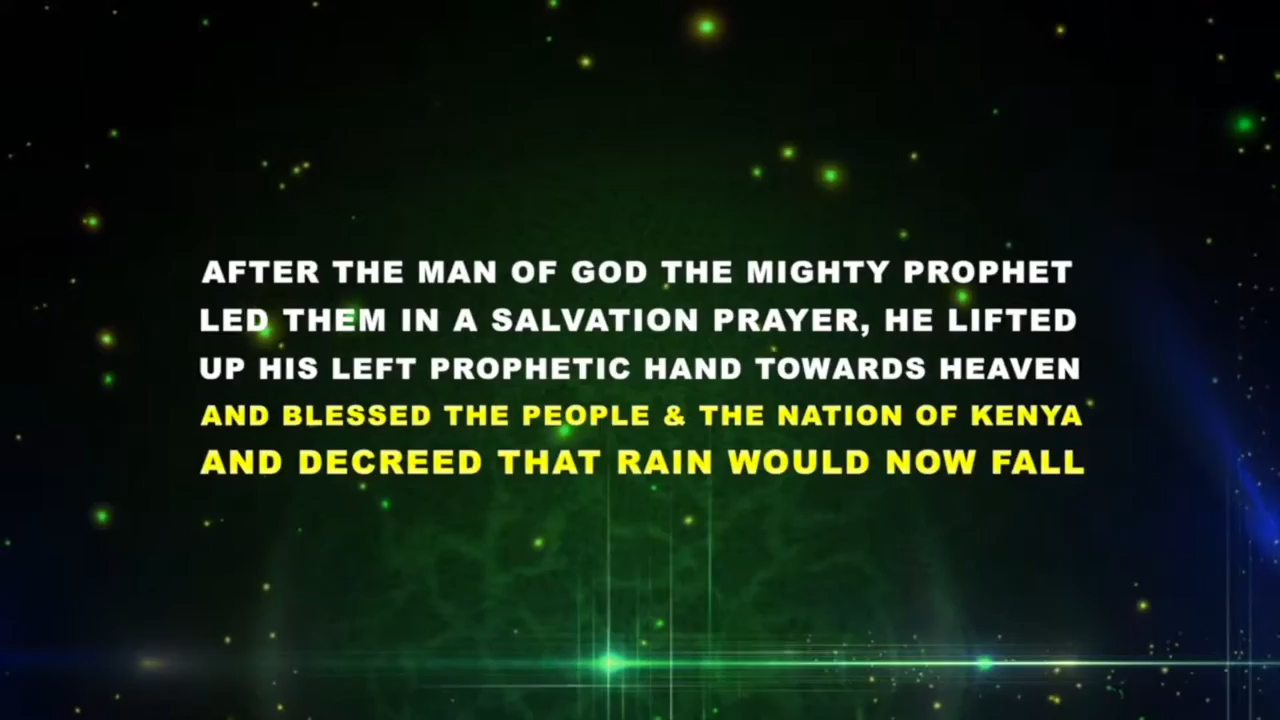 AFTER THE MAN OF GOD THE MIGHTY PROPHET
LED THEM IN A SALVATION PRAYER, HE LIFTED
UP HIS LEFT PROPHETIC HAND TOWARDS HEAVEN
AND BLESSED THE PEOPLE & THE NATION OF KENYA
AND DECREED THAT RAIN WOULD NOW FALL